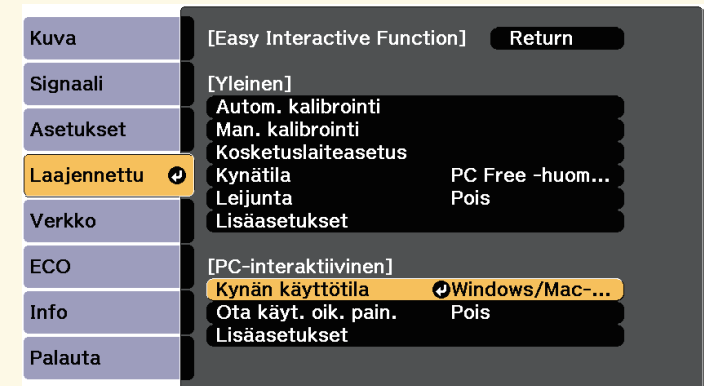 Kuva
Signaali
Asetukset
Laajennettu
Verkko
ECO
Info
Palauta
[Easy Interactive Function] Return
[Yleinen]
Autom. kalibrointi
Man. kalibrointi
Kosketuslaiteasetus
Kynätila PC Free -huom...
Leijunta Pois
Lisäasetukset
[PC-interaktiivinen]
Kynän käyttötila Windows/Mac-...
Ota käyt. oik. pain. Pois
Lisäasetukset